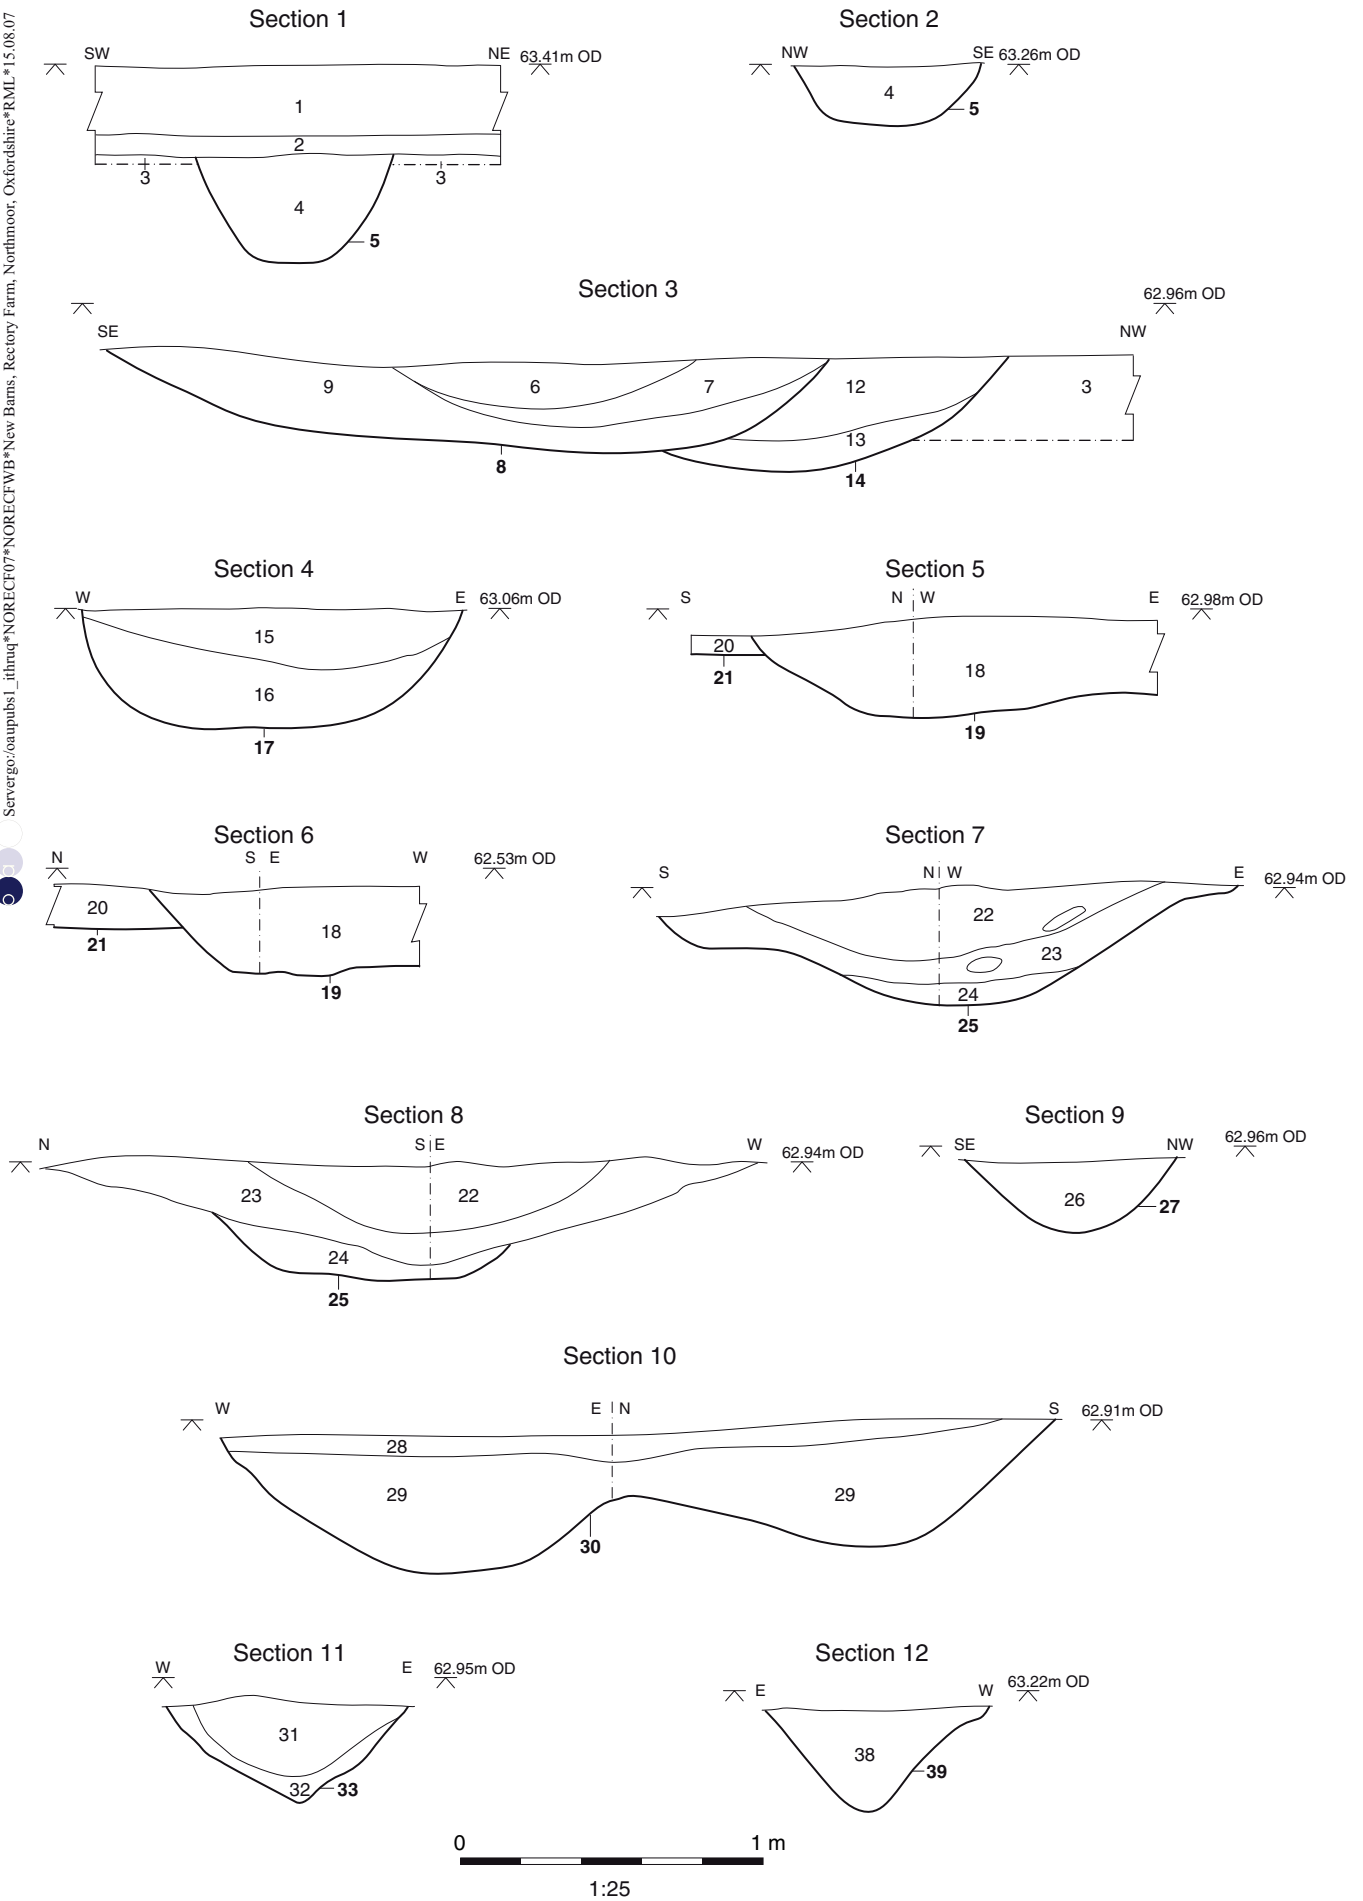 Servergo:/oaupubs1_ithruq*NORECF07*NORECFWB*New Barns, Rectory Farm, Northmoor, Oxfordshire*RML*15.08.07
Section 1
SW NE 63.41m OD
1
2
3 3
4
5
Section 2
NW SE 63.26m OD
4
5
Section 3
62.96m OD
SE NW
9 6 7 12 3
13
8
14
Section 4
W E 63.06m OD
15
16
17
Section 5
S N W E 62.98m OD
20
18
21
19
Section 6
N S E W 62.53m OD
20
18
21
19
Section 7
S N W E 62.94m OD
22
23
24
25
Section 8
N S E W 62.94m OD
23 22
24
25
Section 9
SE NW 62.96m OD
26
27
Section 10
W E N S 62.91m OD
28
29 29
30
Section 11
W E 62.95m OD
31
32 33
Section 12
E W 63.22m OD
38
39
0 1 m
1:25